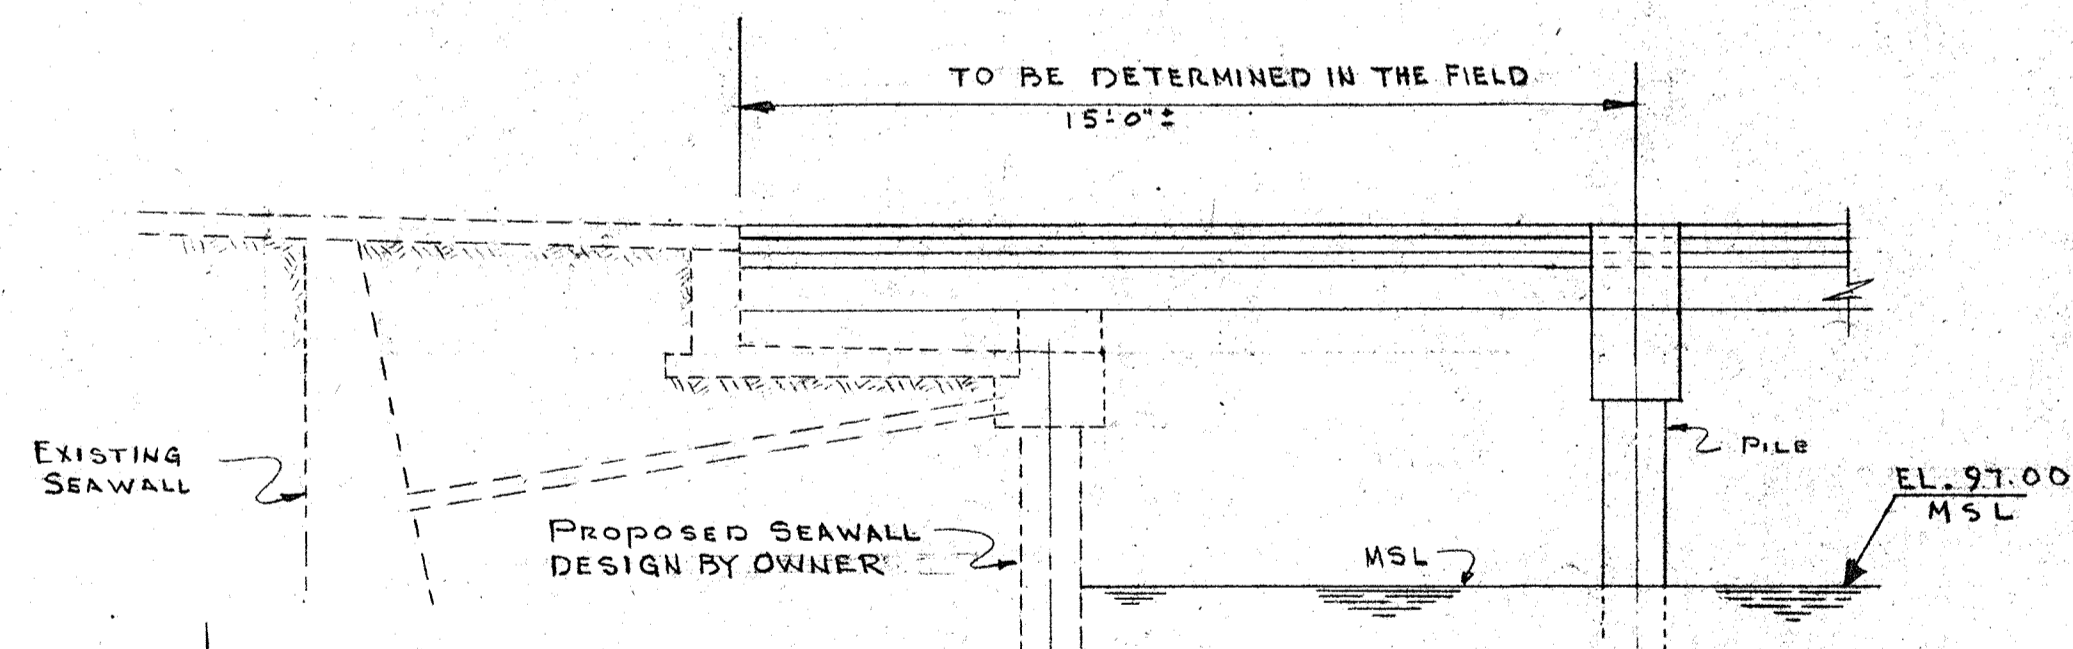 TO BE DETERMINED IN THE FIELD
15'-0"±
EXISTING
SEAWALL
PROPOSED SEAWALL
DESIGN BY OWNER
PILE
MSL
EL. 97.00
MSL